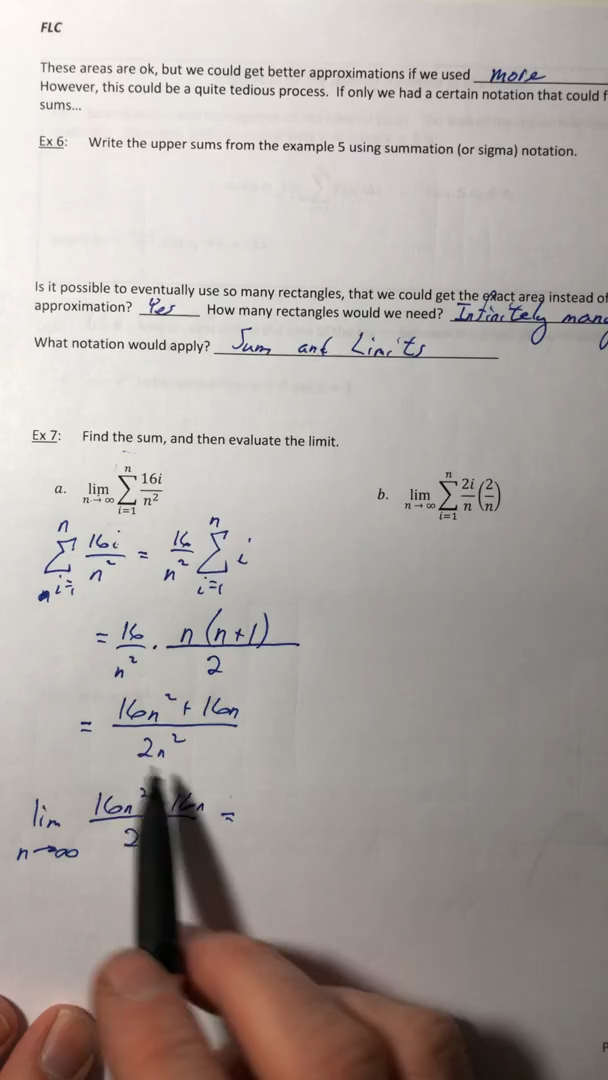 FLC
These areas are ok, but we could get better approximations if we used more
However, this could be a quite tedious process. If only we had a certain notation that could f
sums...
Ex 6: Write the upper sums from the example 5 using summation (or sigma) notation.
Is it possible to eventually use so many rectangles, that we could get the exact area instead of
approximation? Yes How many rectangles would we need? Infinitely many
What notation would apply? Sum and Limits
Ex 7: Find the sum, and then evaluate the limit.
a. lim n→∞ ∑ i=1 n 16i/n² b. lim n→∞ ∑ i=1 n 2i/n (2/n)
∑ i=1 n 16i/n² = 16/n² ∑ i=1 n i
= 16/n² · n(n+1)/2
= 16n² + 16n / 2n²
lim n→∞ 16n² 16n / 2 =
P